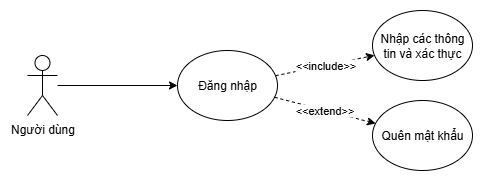 Nhập các thông
tin và xác thực
<<include>>
Đăng nhập
<<extend>>
Người dùng
Quên mật khẩu